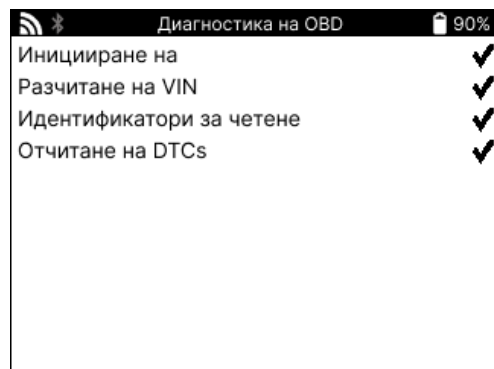 Диагностика на OBD 90%
Иницииране на
Разчитане на VIN
Идентификатори за четене
Отчитане на DTCs